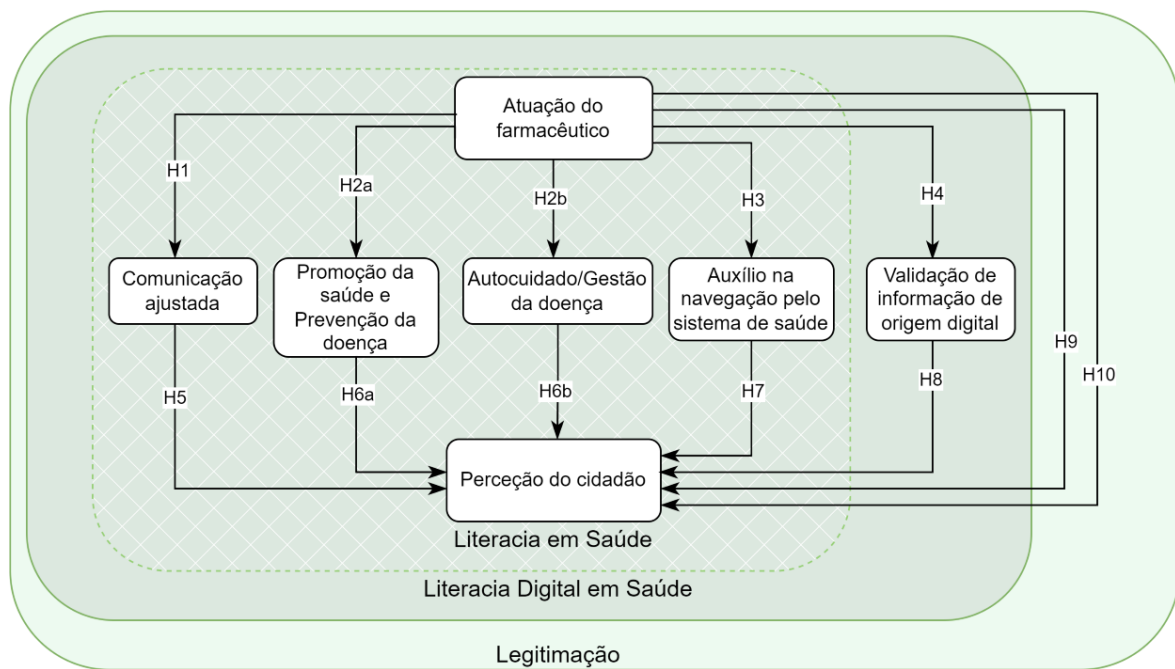 Atuação do
farmacêutico
H1
H2a
H2b
H3
H4
Comunicação
ajustada
Promoção da
saúde e
Prevenção da
doença
Autocuidado/Gestão
da doença
Auxílio na
navegação pelo
sistema de saúde
Validação de
informação de
origem digital
H9
H10
H5
H6a
H6b
H7
H8
Perceção do cidadão
Literacia em Saúde
Literacia Digital em Saúde
Legitimação